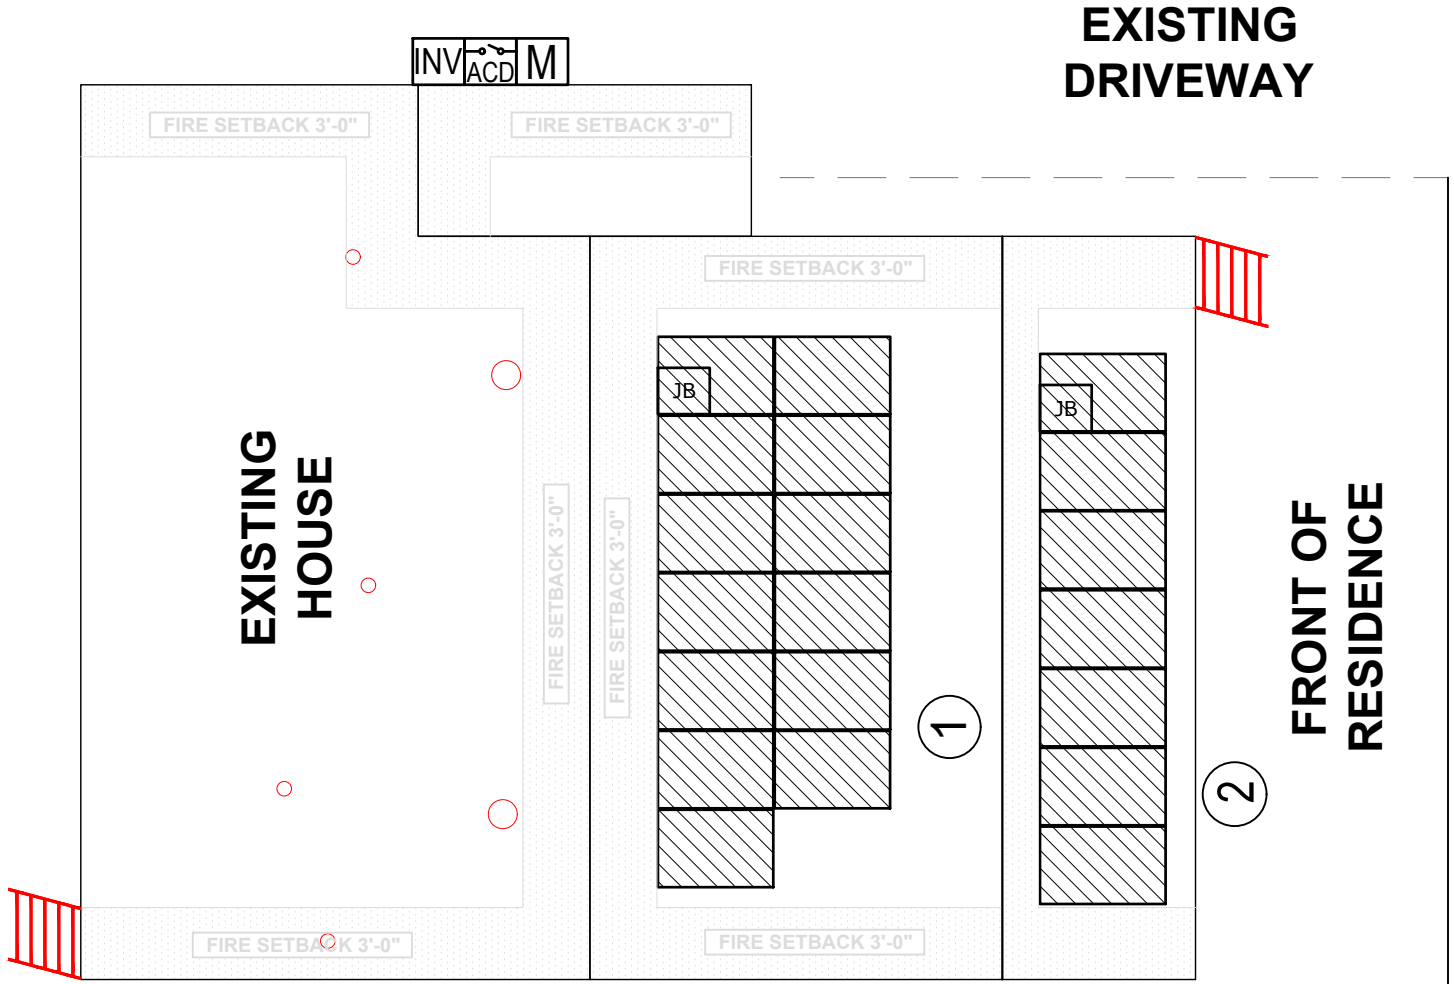 EXISTING
DRIVEWAY
INV
ACD
M
FIRE SETBACK 3'-0"
FIRE SETBACK 3'-0"
FIRE SETBACK 3'-0"
JB
JB
EXISTING
HOUSE
FIRE SETBACK 3'-0"
FIRE SETBACK 3'-0"
FRONT OF
RESIDENCE
1
2
FIRE SETBACK 3'-0"
FIRE SETBACK 3'-0"